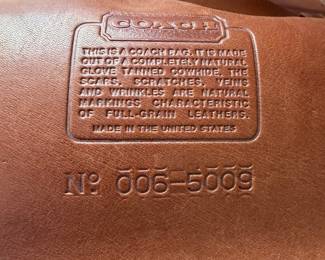 COACH
THIS IS A COACH BAG. IT IS MADE
OUT OF A COMPLETELY NATURAL
GLOVE TANNED COWHIDE. THE
SCARS, SCRATCHES, VEINS
AND WRINKLES ARE NATURAL
MARKINGS CHARACTERISTIC
OF FULL-GRAIN LEATHERS.
MADE IN THE UNITED STATES
Nº 006-5009